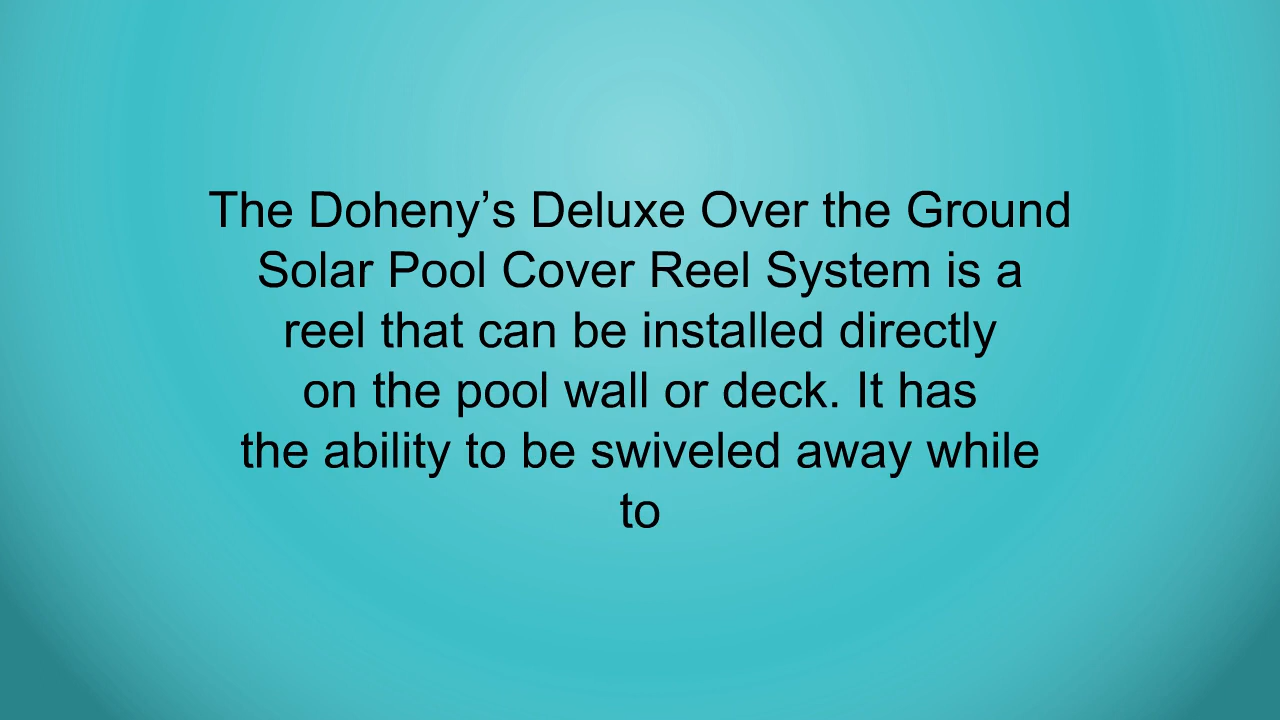 The Doheny’s Deluxe Over the Ground
Solar Pool Cover Reel System is a
reel that can be installed directly
on the pool wall or deck. It has
the ability to be swiveled away while
to